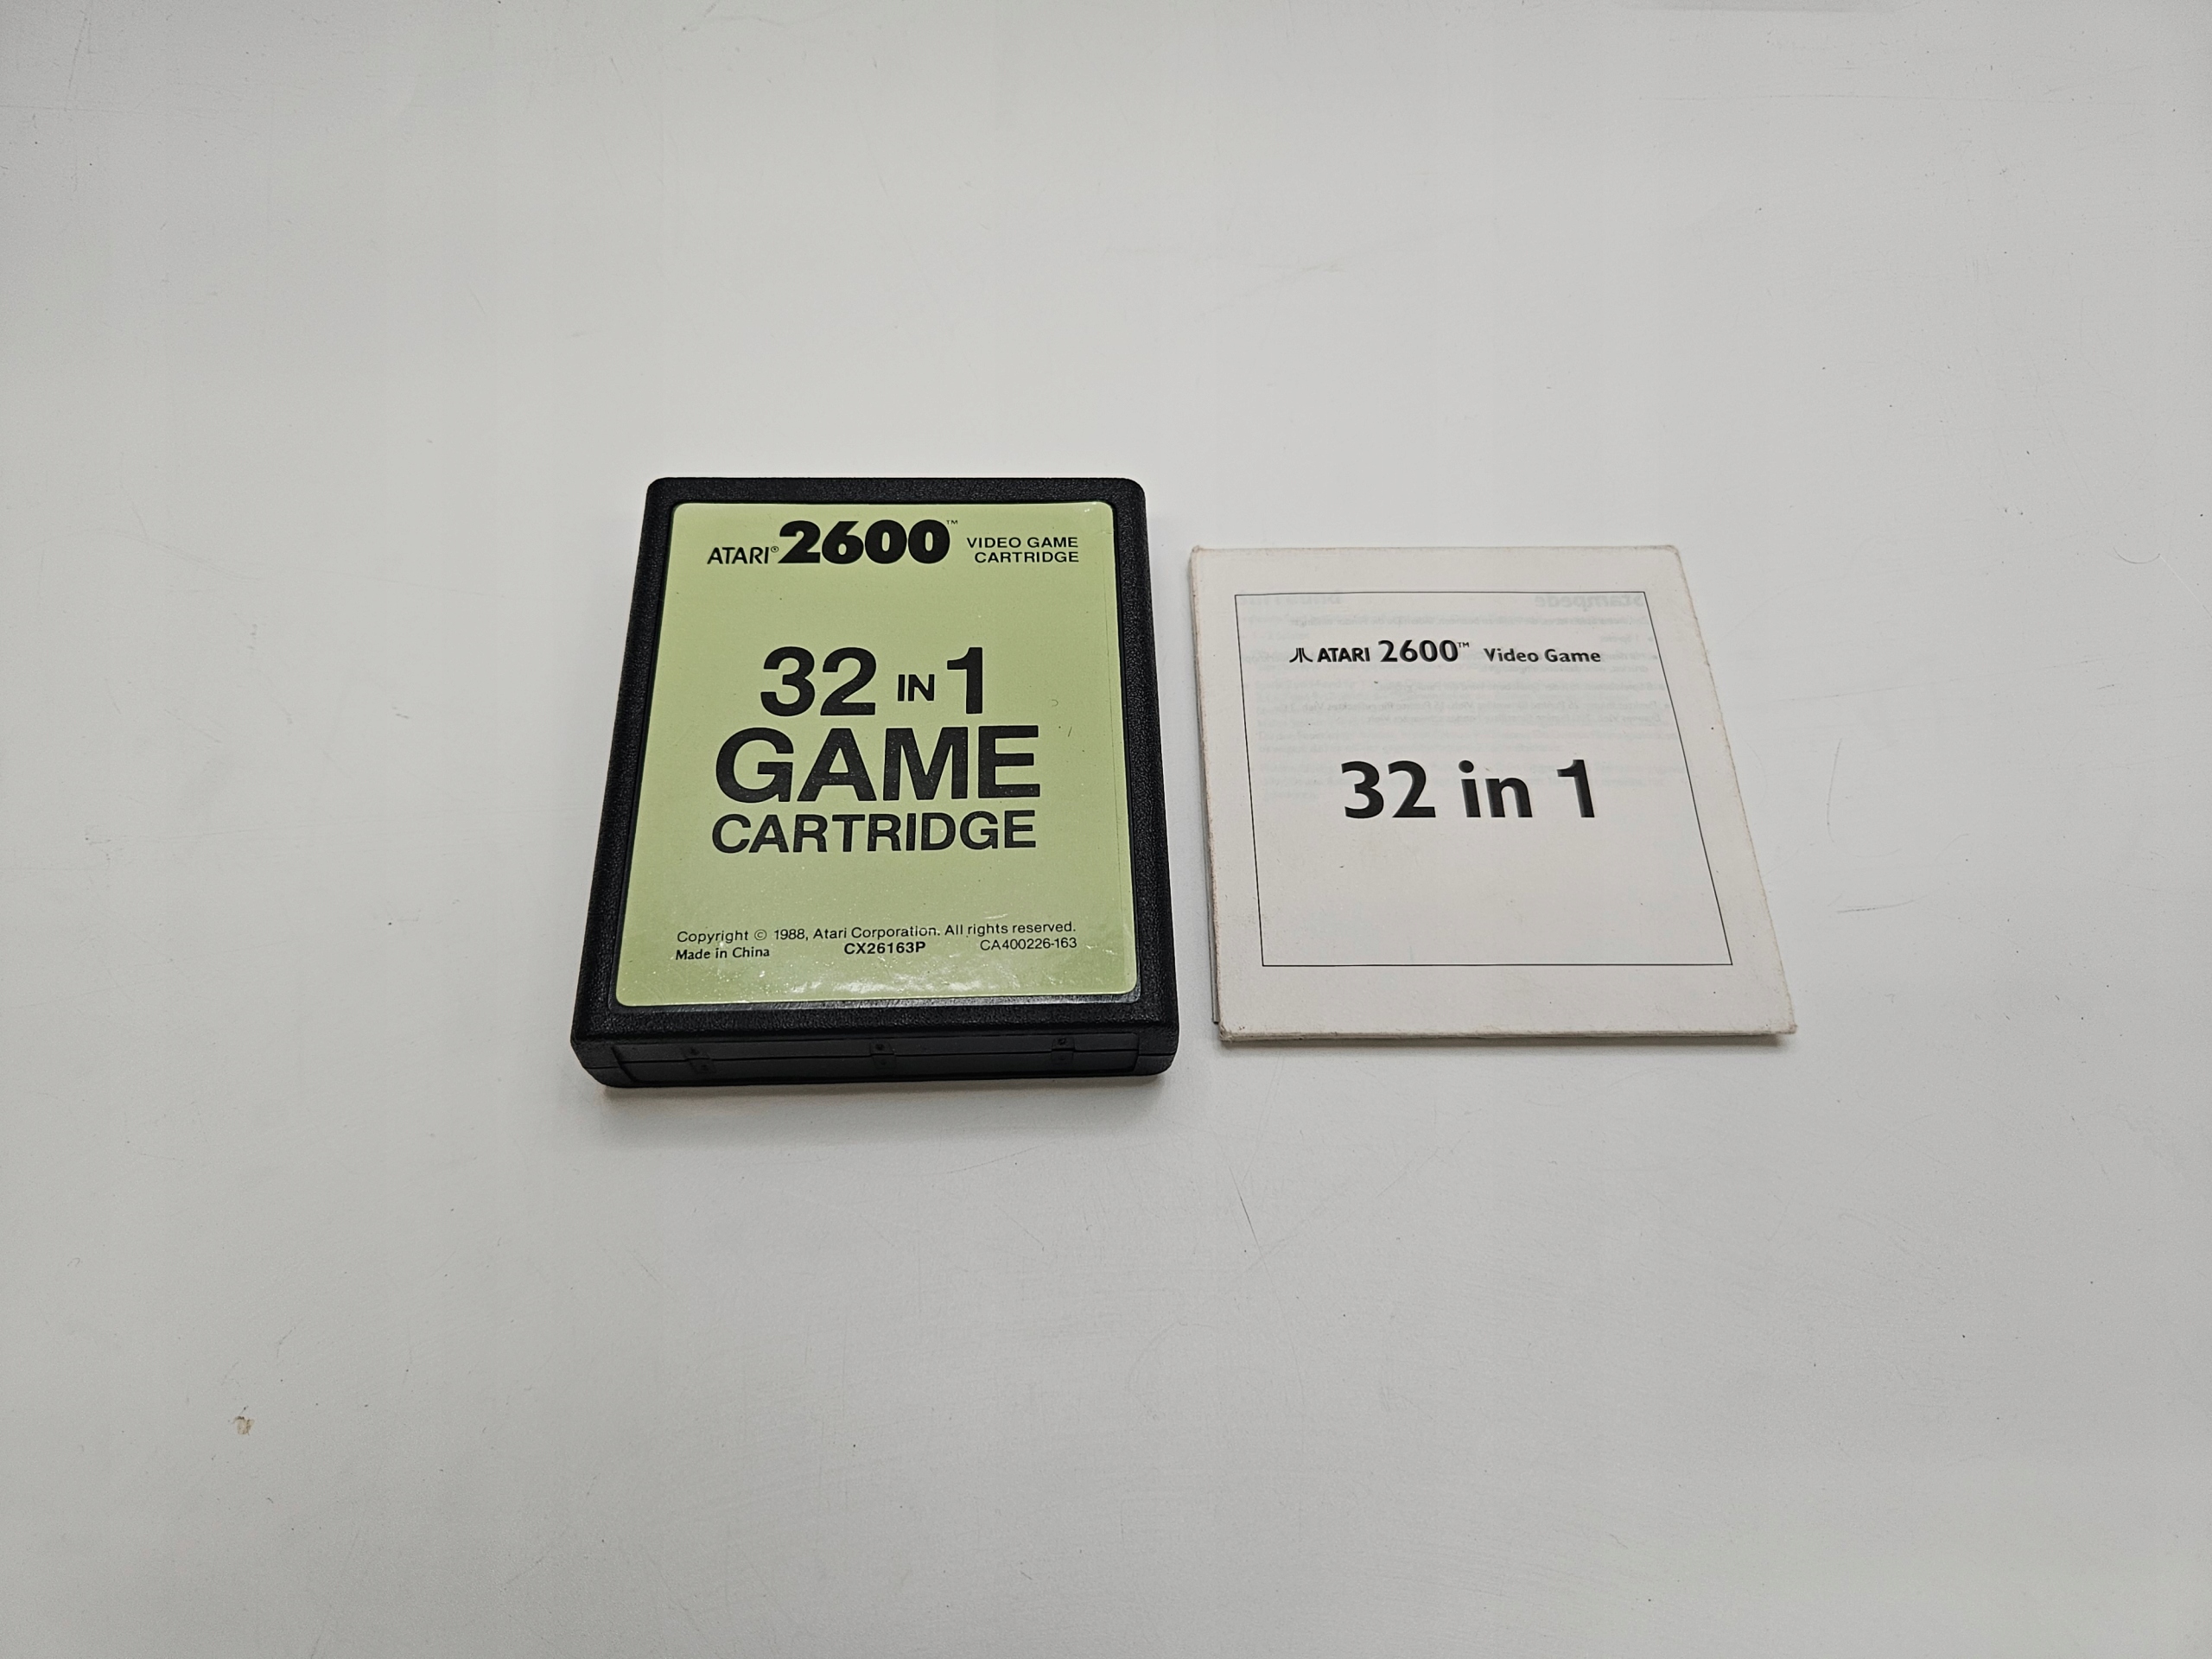 ATARI® 2600™ VIDEO GAME
CARTRIDGE
32 IN 1
GAME
CARTRIDGE
Copyright © 1988, Atari Corporation. All rights reserved.
Made in China CX26163P CA400226-163
Stampede
ATARI 2600™ Video Game
32 in 1